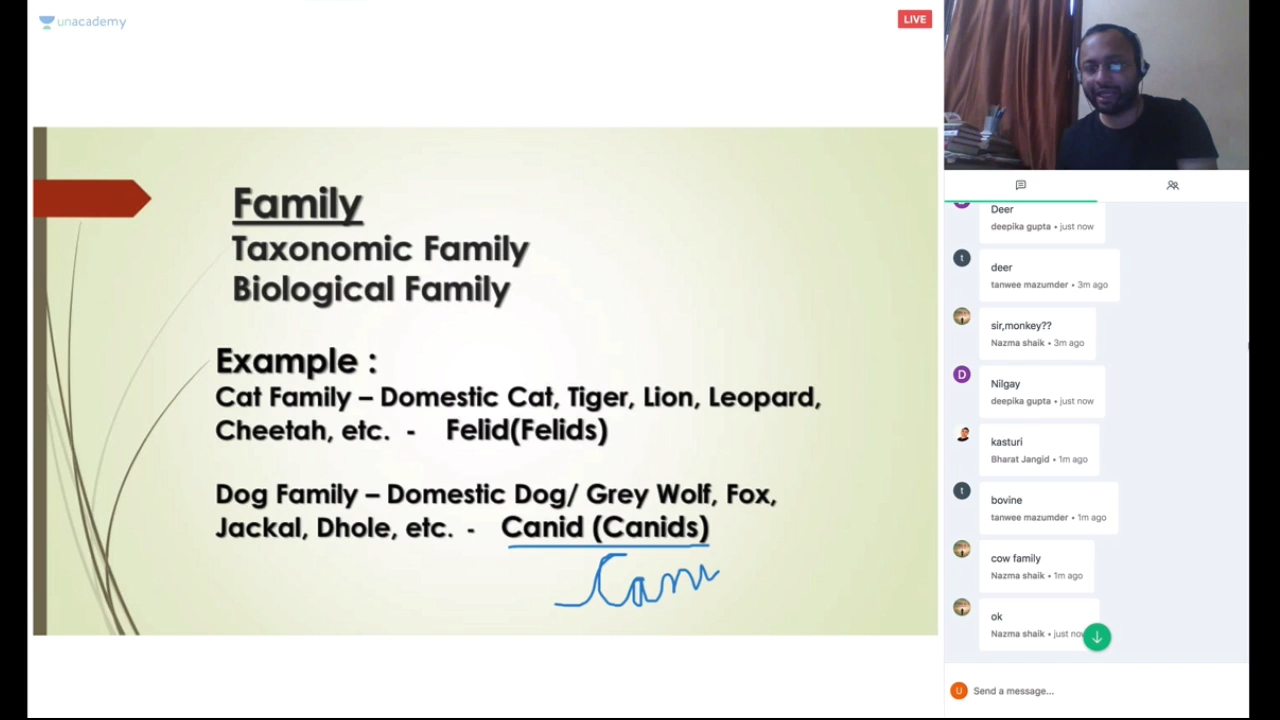 unacademy
LIVE
Family
Taxonomic Family
Biological Family
Example :
Cat Family – Domestic Cat, Tiger, Lion, Leopard,
Cheetah, etc. - Felid(Felids)
Dog Family – Domestic Dog/ Grey Wolf, Fox,
Jackal, Dhole, etc. - Canid (Canids)
Deer
deepika gupta • just now
t
deer
tanwee mazumder • 3m ago
sir,monkey??
Nazma shaik • 3m ago
D
Nilgay
deepika gupta • just now
kasturi
Bharat Jangid • 1m ago
t
bovine
tanwee mazumder • 1m ago
cow family
Nazma shaik • 1m ago
ok
Nazma shaik • just now
U
Send a message...